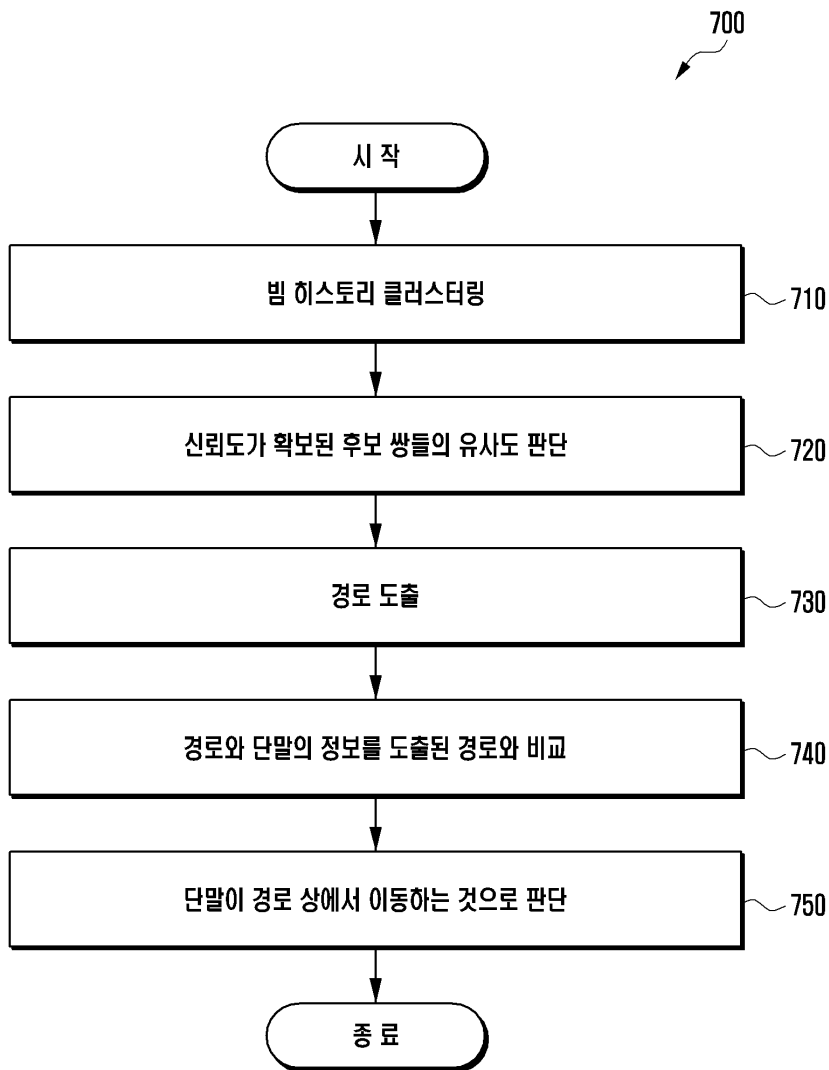 700
시 작
빔 히스토리 클러스터링
710
신뢰도가 확보된 후보 쌍들의 유사도 판단
720
경로 도출
730
경로와 단말의 정보를 도출된 경로와 비교
740
단말이 경로 상에서 이동하는 것으로 판단
750
종 료